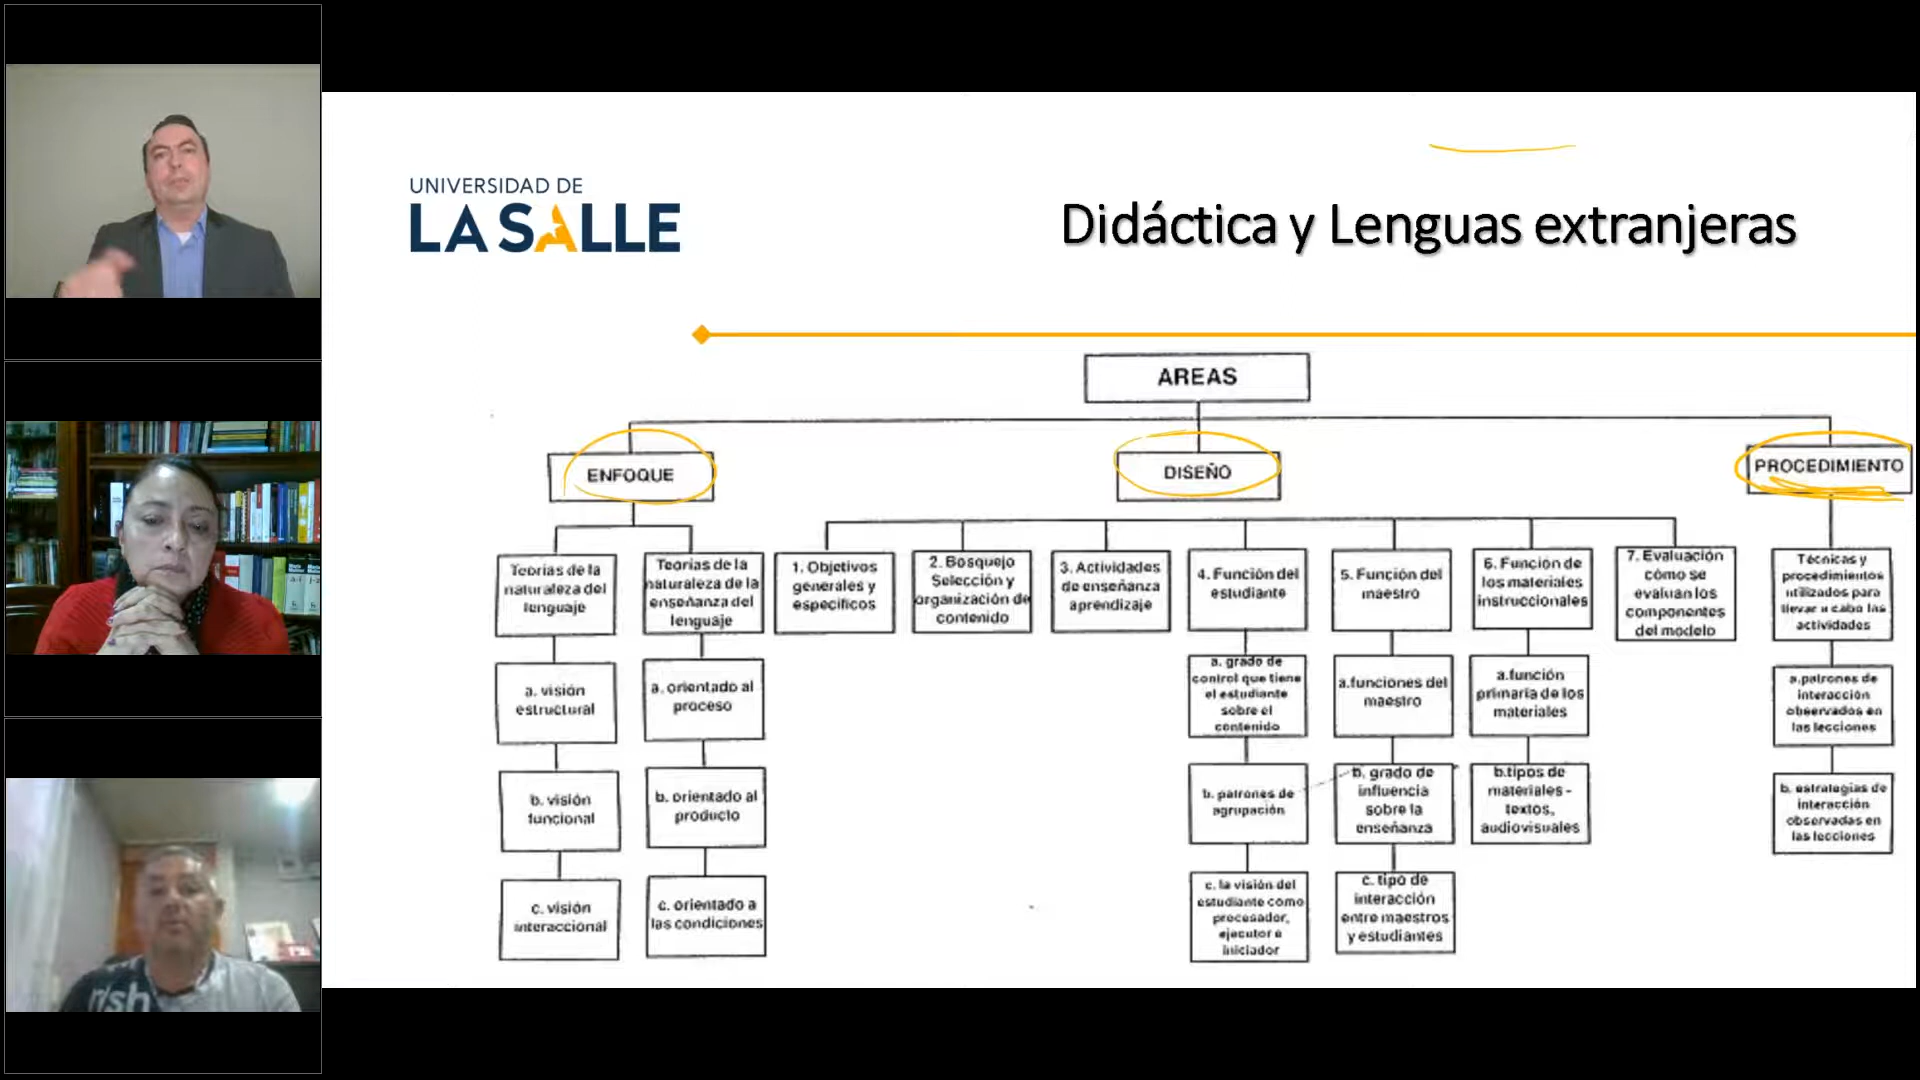 UNIVERSIDAD DE
LA SALLE
Didáctica y Lenguas extranjeras
AREAS
ENFOQUE
DISEÑO
PROCEDIMIENTO
Teorías de la
naturaleza del
lenguaje
a. visión
estructural
b. visión
funcional
c. visión
interaccional
Teorías de la
naturaleza de la
enseñanza del
lenguaje
a. orientado al
proceso
b. orientado al
producto
c. orientado a
las condiciones
1. Objetivos
generales y
específicos
2. Bosquejo
Selección y
organización de
contenido
3. Actividades
de enseñanza
aprendizaje
4. Función del
estudiante
a. grado de
control que tiene
el estudiante
sobre el
contenido
b. patrones de
agrupación
c. la visión del
estudiante como
procesador,
ejecutor e
iniciador
5. Función del
maestro
a.funciones del
maestro
b. grado de
influencia
sobre la
enseñanza
c. tipo de
interacción
entre maestros
y estudiantes
6. Función de
los materiales
instruccionales
a.función
primaria de los
materiales
b.tipos de
materiales -
textos,
audiovisuales
7. Evaluación
cómo se
evalúan los
componentes
del modelo
Técnicas y
procedimientos
utilizados para
llevar a cabo las
actividades
a.patrones de
interacción
observados en
las lecciones
b. estrategias de
interacción
observadas en
las lecciones